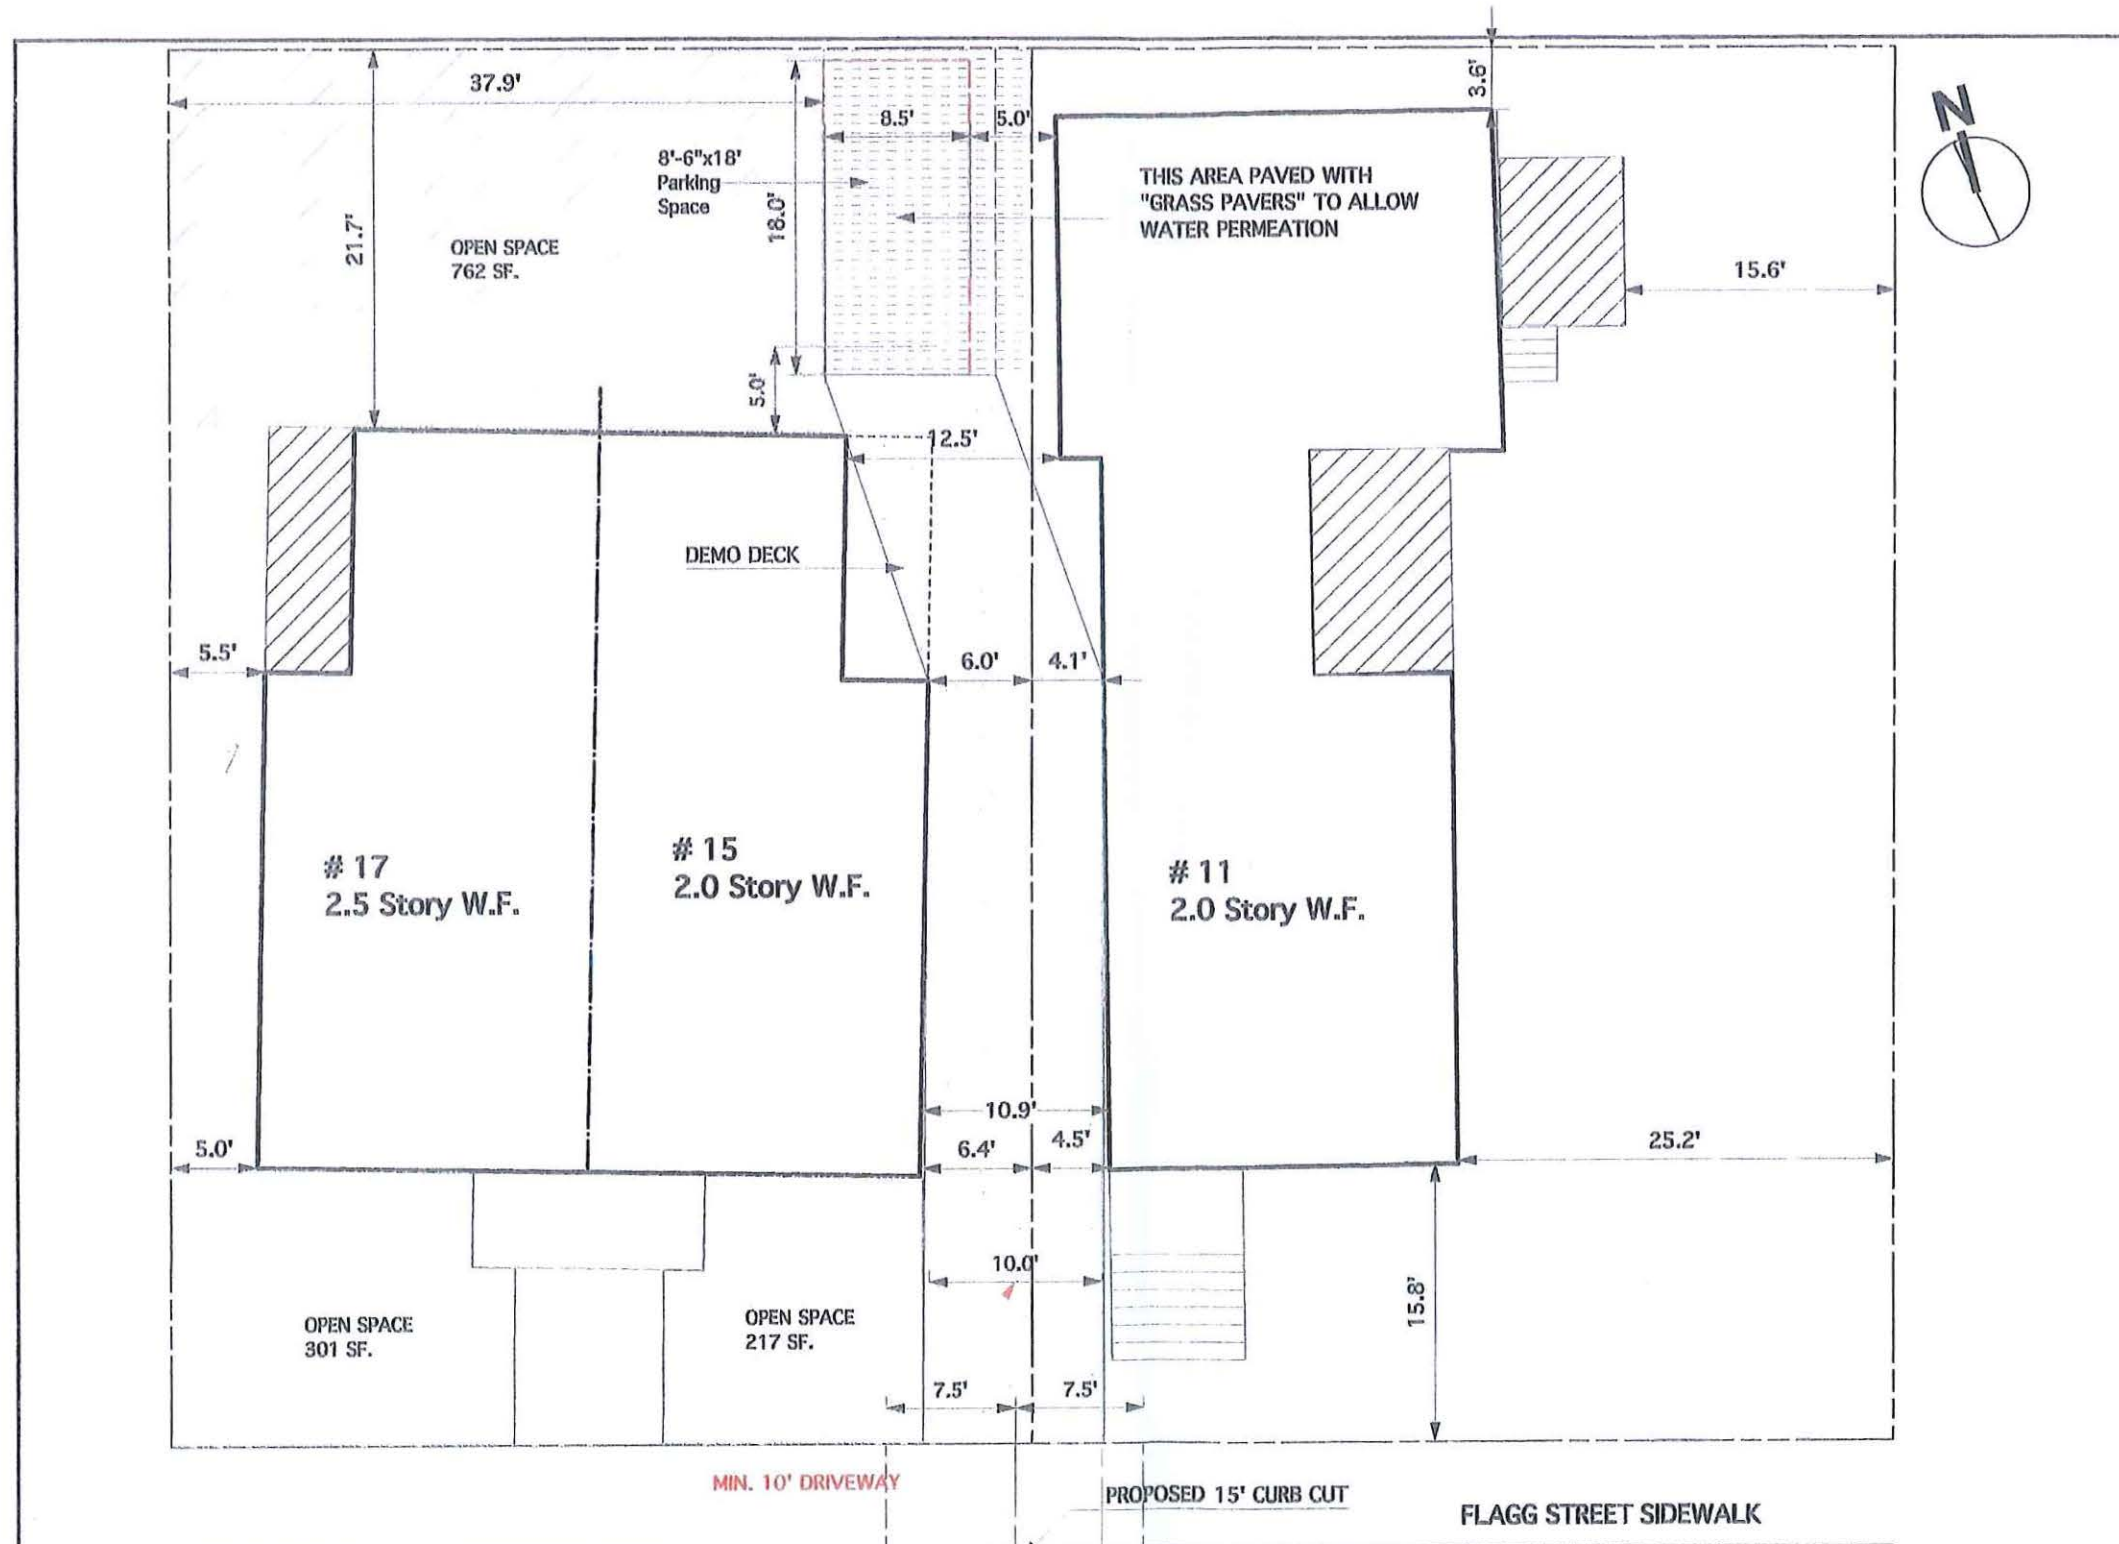 3.6'
37.9'
N
8.5'
5.0'
8'-6"x18'
Parking
Space
THIS AREA PAVED WITH
"GRASS PAVERS" TO ALLOW
WATER PERMEATION
18.0'
21.7'
OPEN SPACE
762 SF.
15.6'
5.0'
12.5'
DEMO DECK
5.5'
6.0'
4.1'
# 17
2.5 Story W.F.
# 15
2.0 Story W.F.
# 11
2.0 Story W.F.
10.9'
5.0'
6.4'
4.5'
25.2'
10.0'
15.8'
OPEN SPACE
301 SF.
OPEN SPACE
217 SF.
7.5'
7.5'
MIN. 10' DRIVEWAY
PROPOSED 15' CURB CUT
FLAGG STREET SIDEWALK